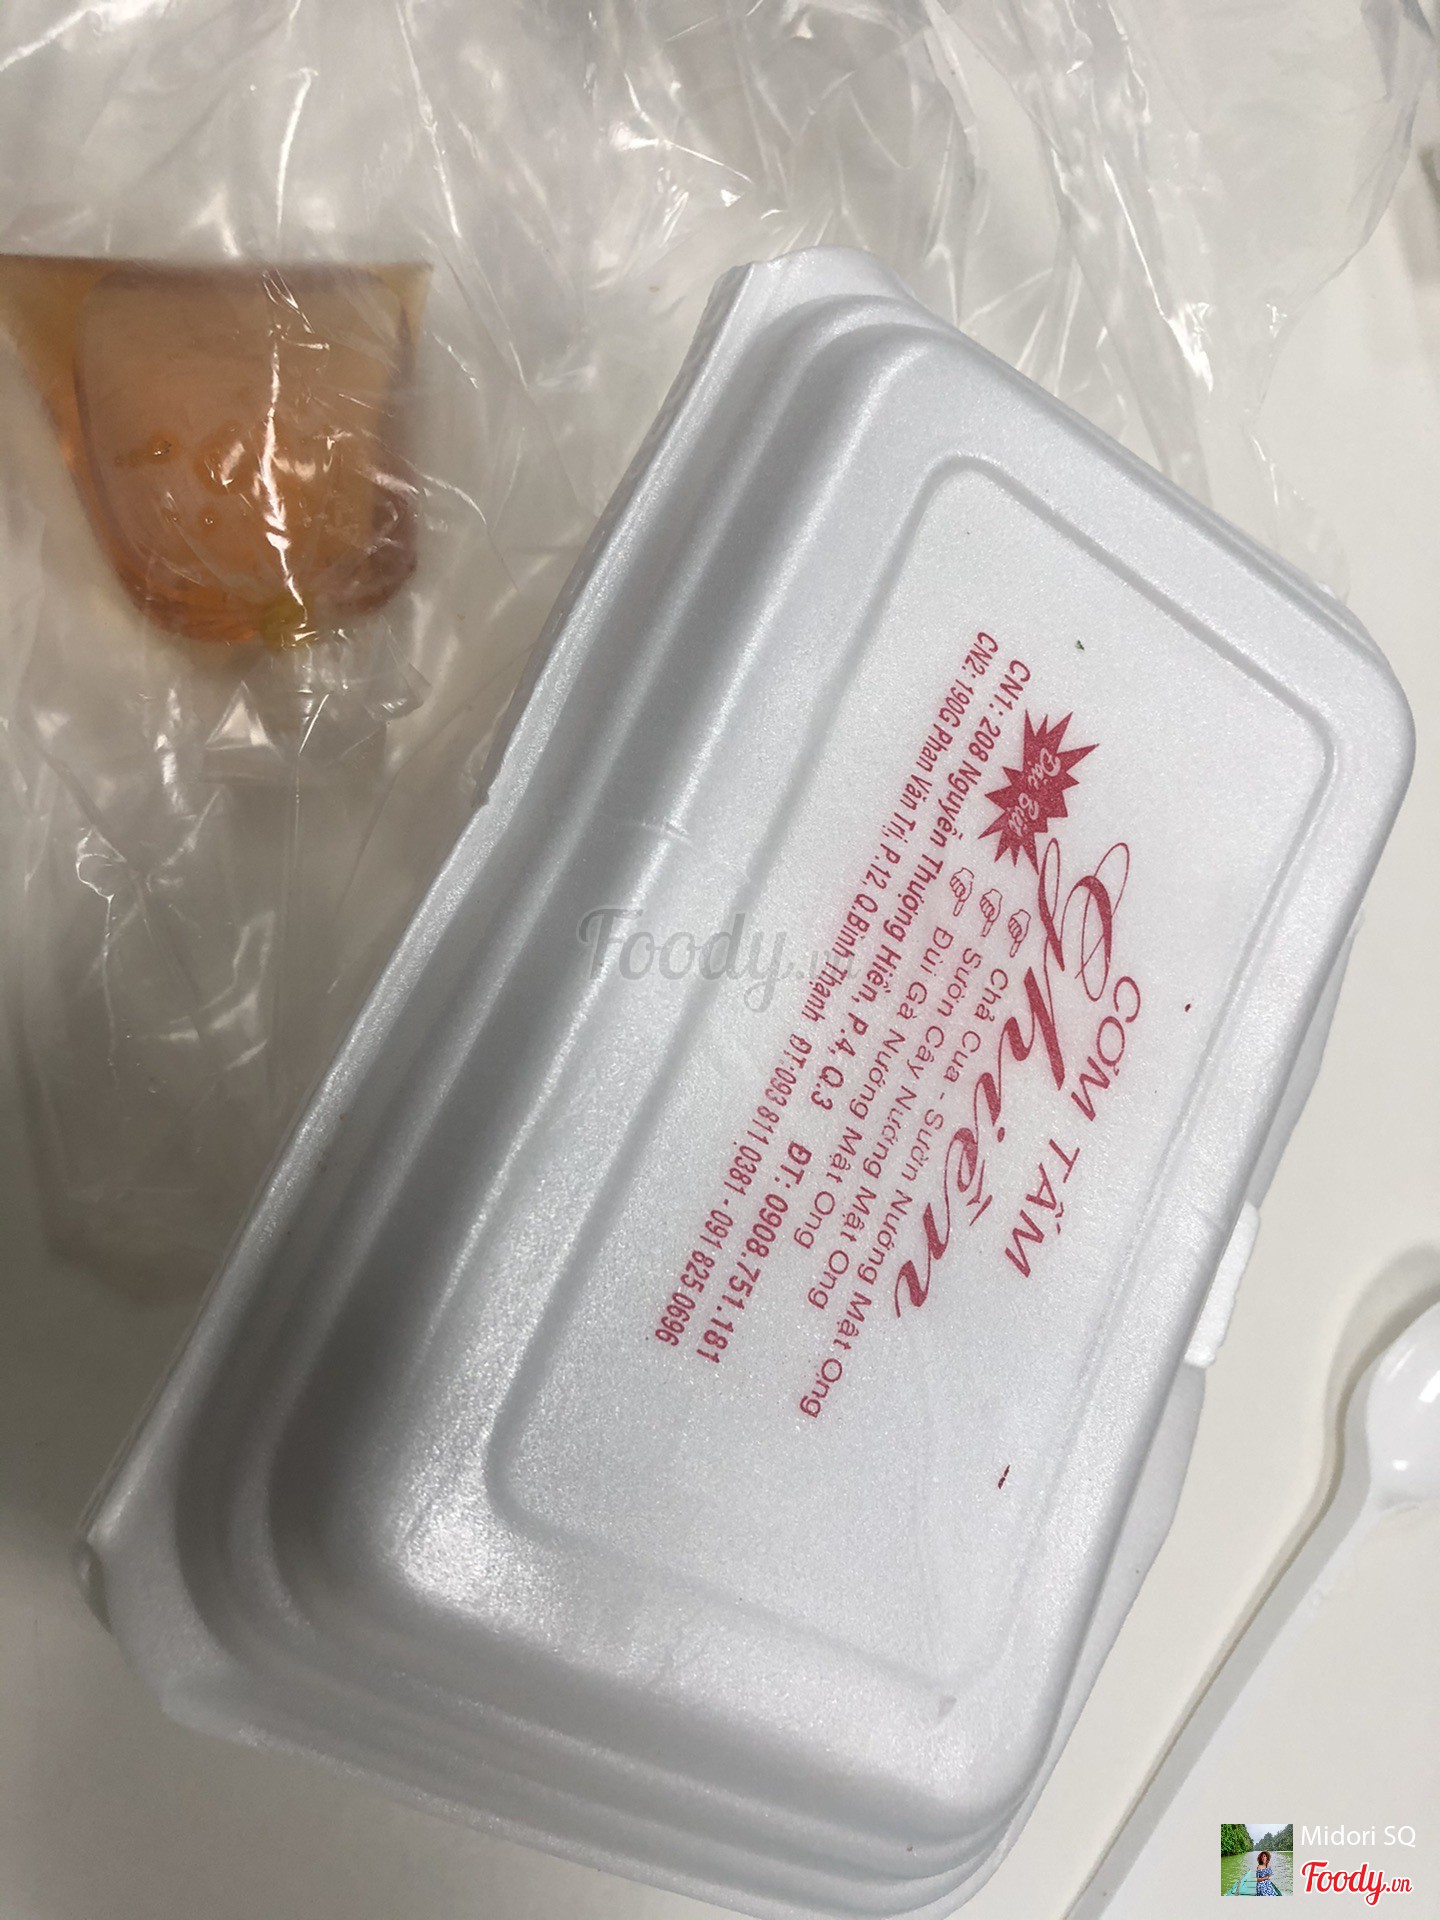 CƠM TẤM
Ghiền
Đặc Biệt
Chả Cua - Sườn Nướng Mật Ong
Sườn Cây Nướng Mật Ong
Đùi Gà Nướng Mật Ong
CN1: 208 Nguyễn Thượng Hiền, P.4, Q.3 ĐT: 0908.751.181
CN2: 190G Phan Văn Trị, P.12, Q.Bình Thạnh ĐT: 093 811 0381 - 091 825 0696
Foody.vn
Midori SQ
Foody.vn